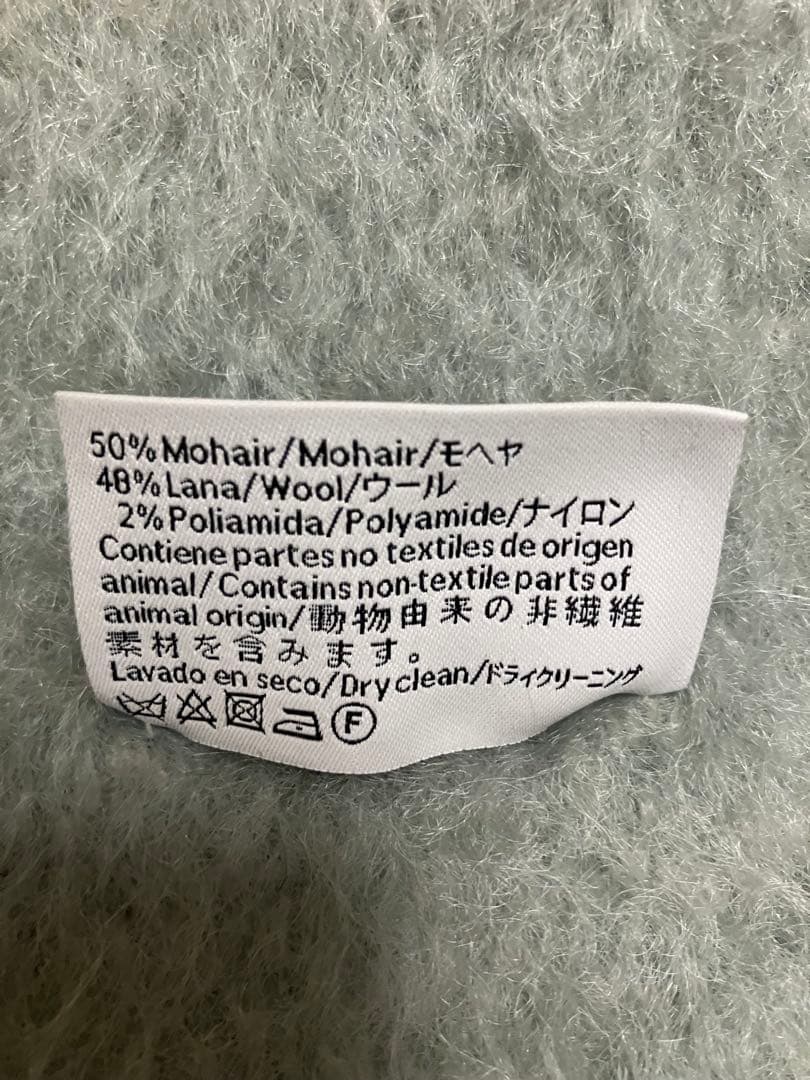 50% Mohair/Mohair/モヘヤ
48% Lana/Wool/ウール
2% Poliamida/Polyamide/ナイロン
Contiene partes no textiles de origen
animal/Contains non-textile parts of
animal origin/動物由来の非繊維
素材を含みます。
Lavado en seco/Dry clean/ドライクリーニング
F